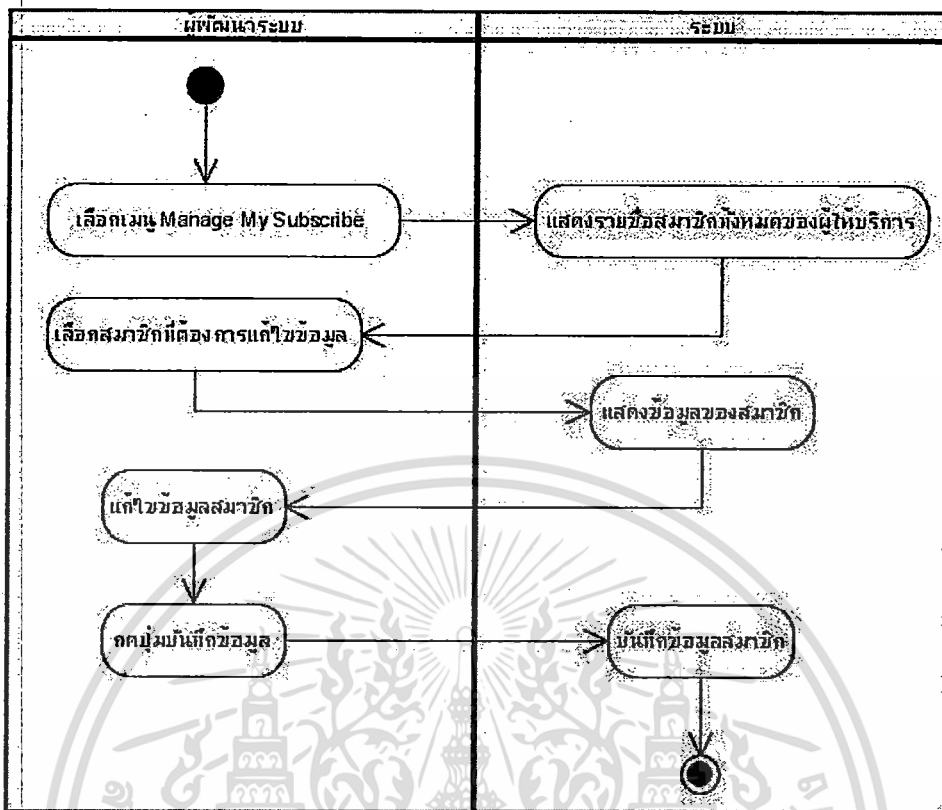 ผู้พัฒนาระบบ
ระบบ
เลือกเมนู Manage My Subscribe
แสดงรายชื่อสมาชิกทั้งหมดของผู้ให้บริการ
เลือกสมาชิกที่ต้องการแก้ไขข้อมูล
แสดงข้อมูลของสมาชิก
แก้ไขข้อมูลสมาชิก
กดปุ่มบันทึกข้อมูล
บันทึกข้อมูลสมาชิก